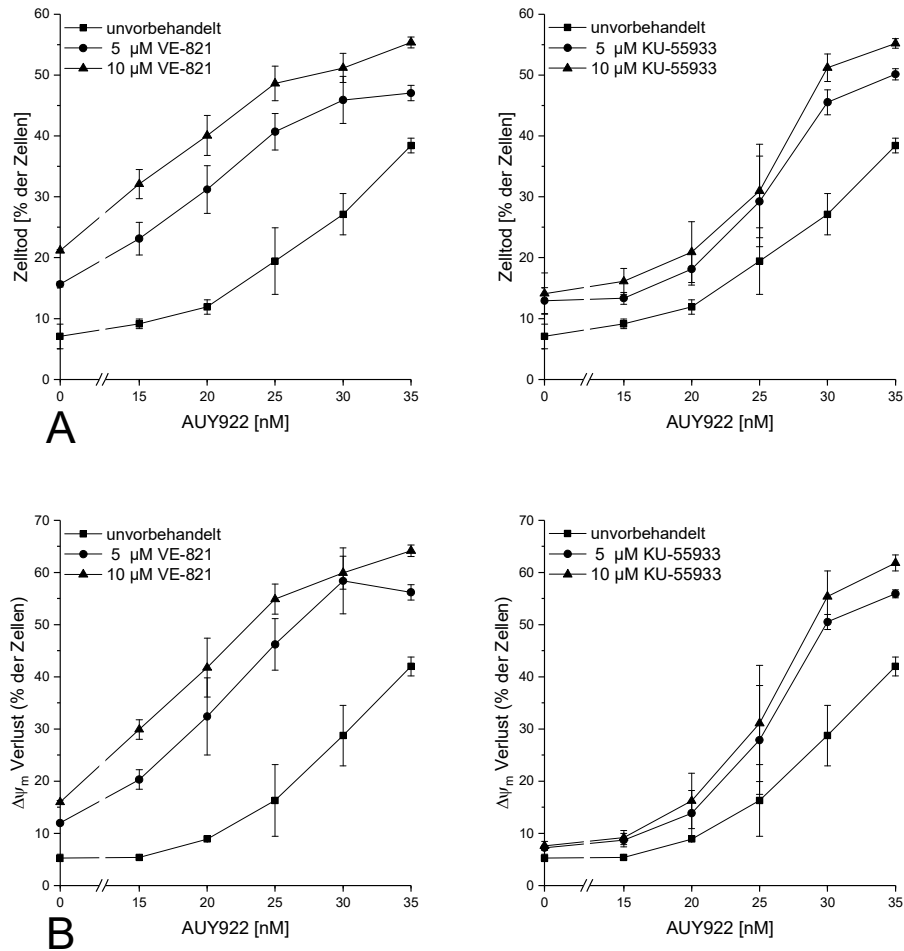 60
50
40
30
20
10
0
Zelltod [% der Zellen]
unvorbehandelt
5 µM VE-821
10 µM VE-821
0 15 20 25 30 35
AUY922 [nM]
A
60
50
40
30
20
10
0
Zelltod [% der Zellen]
unvorbehandelt
5 µM KU-55933
10 µM KU-55933
0 15 20 25 30 35
AUY922 [nM]
70
60
50
40
30
20
10
0
Δψm Verlust (% der Zellen)
unvorbehandelt
5 µM VE-821
10 µM VE-821
0 15 20 25 30 35
AUY922 [nM]
B
70
60
50
40
30
20
10
0
Δψm Verlust (% der Zellen)
unvorbehandelt
5 µM KU-55933
10 µM KU-55933
0 15 20 25 30 35
AUY922 [nM]